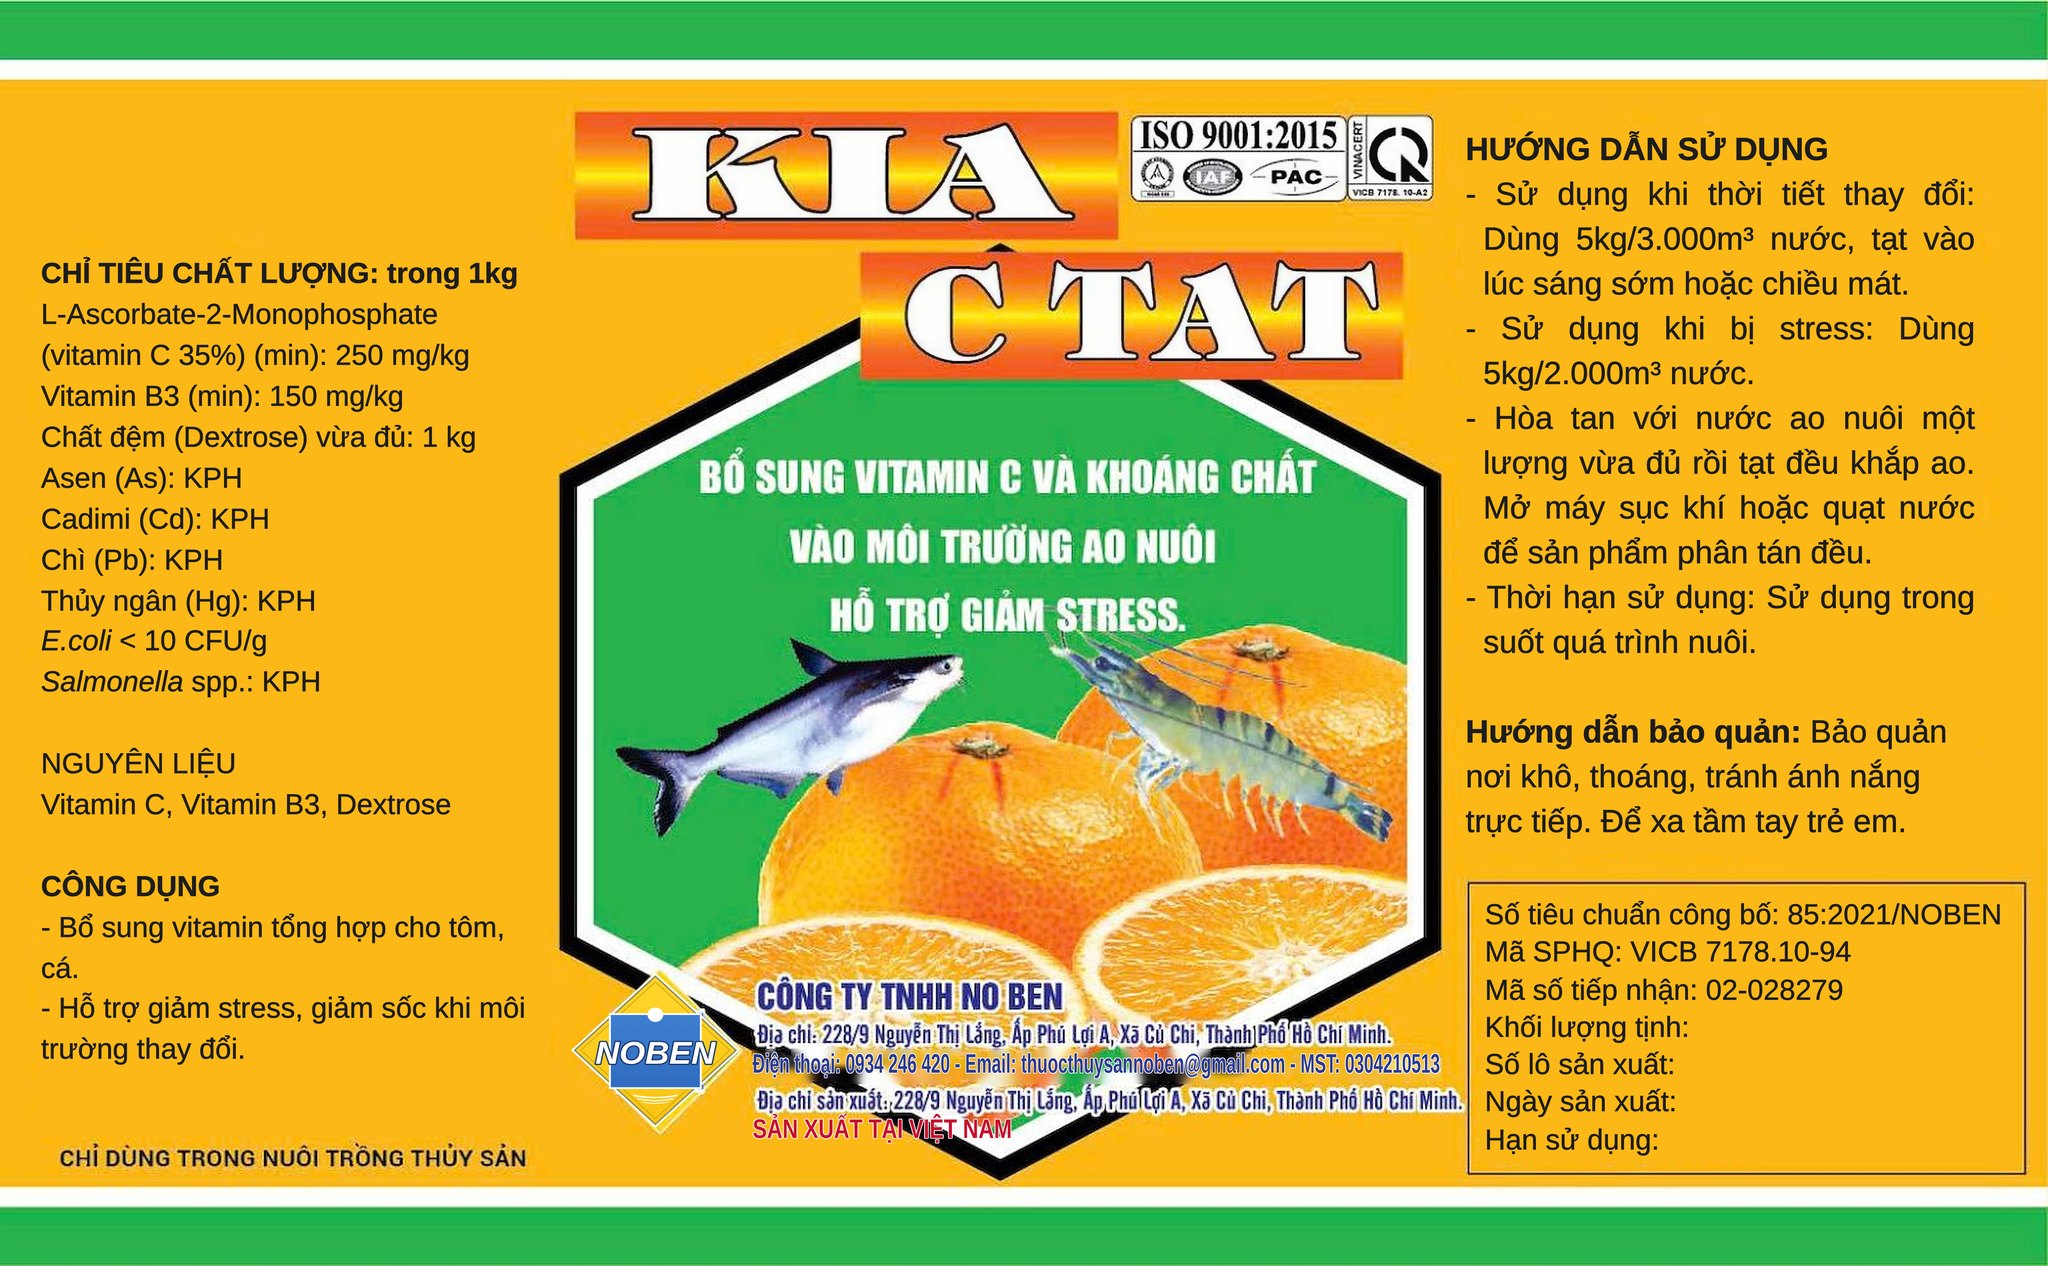 KIA
C TAT
ISO 9001:2015
IAF
PAC
VINACERT
VICB 7178. 10-A2
CHỈ TIÊU CHẤT LƯỢNG: trong 1kg
L-Ascorbate-2-Monophosphate
(vitamin C 35%) (min): 250 mg/kg
Vitamin B3 (min): 150 mg/kg
Chất đệm (Dextrose) vừa đủ: 1 kg
Asen (As): KPH
Cadimi (Cd): KPH
Chì (Pb): KPH
Thủy ngân (Hg): KPH
E.coli < 10 CFU/g
Salmonella spp.: KPH
NGUYÊN LIỆU
Vitamin C, Vitamin B3, Dextrose
CÔNG DỤNG
- Bổ sung vitamin tổng hợp cho tôm,
cá.
- Hỗ trợ giảm stress, giảm sốc khi môi
trường thay đổi.
CHỈ DÙNG TRONG NUÔI TRỒNG THỦY SẢN
BỔ SUNG VITAMIN C VÀ KHOÁNG CHẤT
VÀO MÔI TRƯỜNG AO NUÔI
HỖ TRỢ GIẢM STRESS.
NOBEN
CÔNG TY TNHH NO BEN
Địa chỉ: 228/9 Nguyễn Thị Lắng, Ấp Phú Lợi A, Xã Củ Chi, Thành Phố Hồ Chí Minh.
Điện thoại: 0934 246 420 - Email: thuocthuysannoben@gmail.com - MST: 0304210513
Địa chỉ sản xuất: 228/9 Nguyễn Thị Lắng, Ấp Phú Lợi A, Xã Củ Chi, Thành Phố Hồ Chí Minh.
SẢN XUẤT TẠI VIỆT NAM
HƯỚNG DẪN SỬ DỤNG
- Sử dụng khi thời tiết thay đổi:
Dùng 5kg/3.000m³ nước, tạt vào
lúc sáng sớm hoặc chiều mát.
- Sử dụng khi bị stress: Dùng
5kg/2.000m³ nước.
- Hòa tan với nước ao nuôi một
lượng vừa đủ rồi tạt đều khắp ao.
Mở máy sục khí hoặc quạt nước
để sản phẩm phân tán đều.
- Thời hạn sử dụng: Sử dụng trong
suốt quá trình nuôi.
Hướng dẫn bảo quản: Bảo quản
nơi khô, thoáng, tránh ánh nắng
trực tiếp. Để xa tầm tay trẻ em.
Số tiêu chuẩn công bố: 85:2021/NOBEN
Mã SPHQ: VICB 7178.10-94
Mã số tiếp nhận: 02-028279
Khối lượng tịnh:
Số lô sản xuất:
Ngày sản xuất:
Hạn sử dụng: